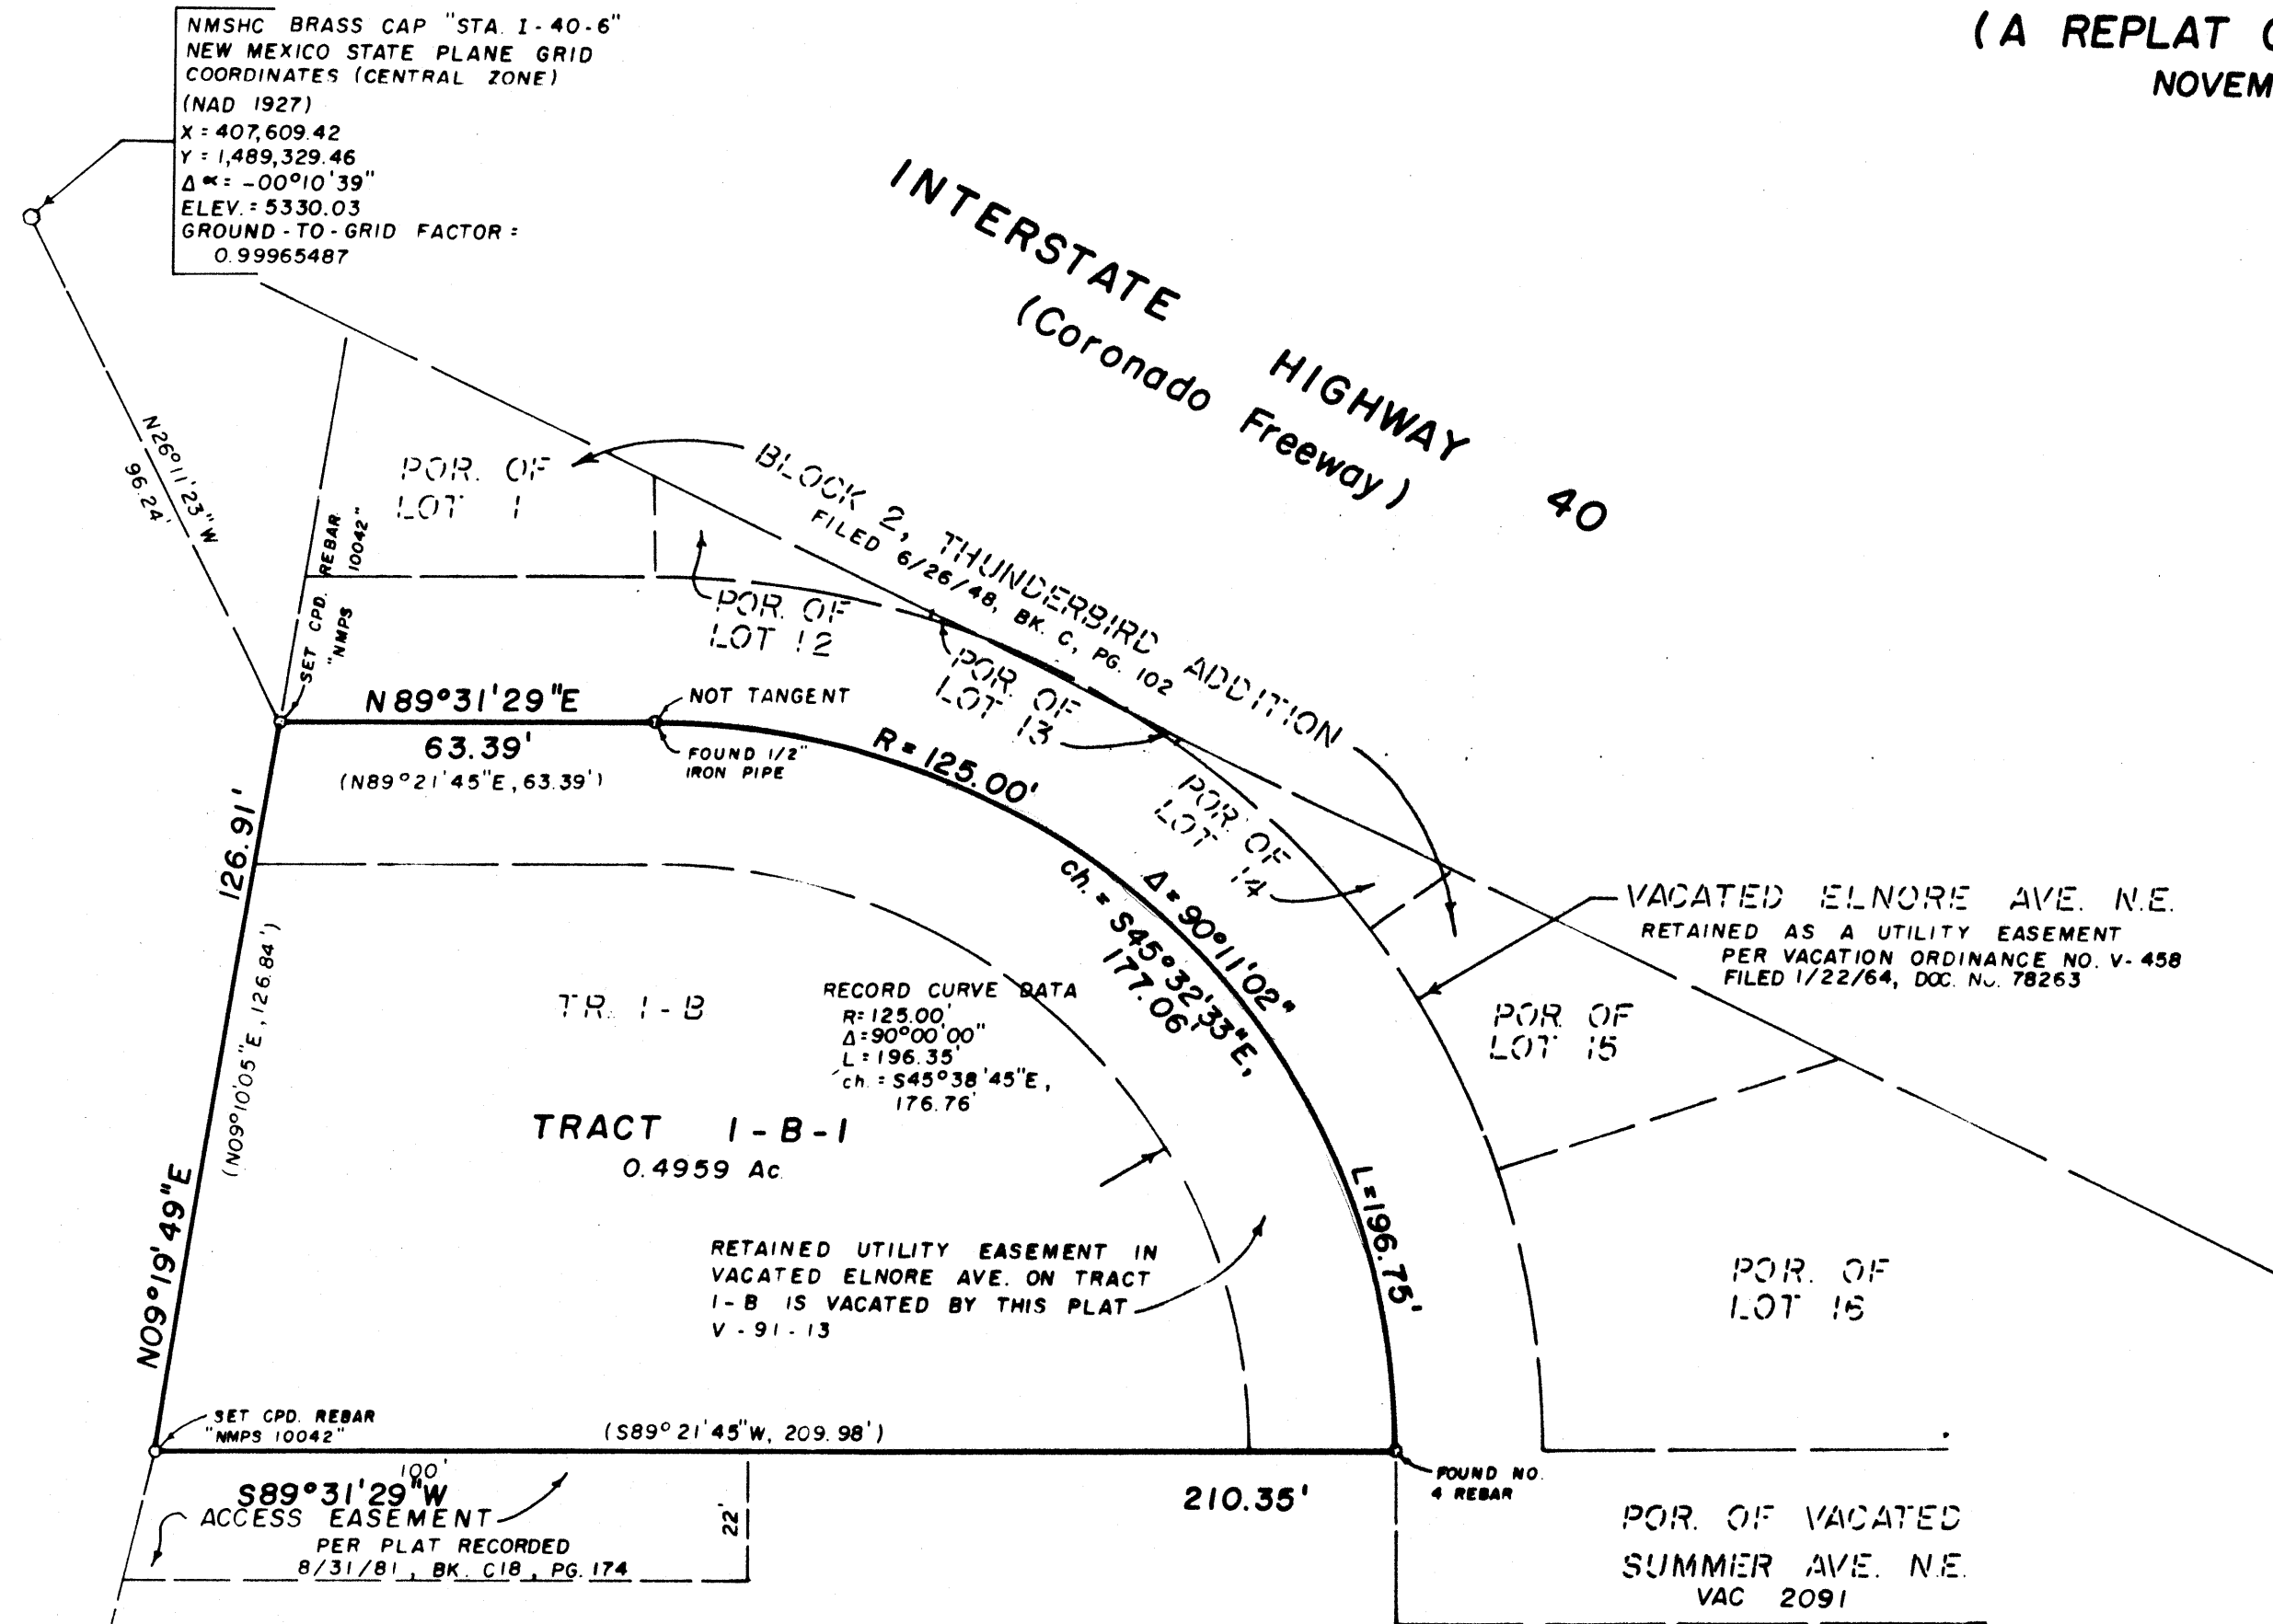 (A REPLAT
NOVEM
NMSHC BRASS CAP "STA. I-40-6"
NEW MEXICO STATE PLANE GRID
COORDINATES (CENTRAL ZONE)
(NAD 1927)
X = 407,609.42
Y = 1,489,329.46
Δ∝ = -00°10'39"
ELEV. = 5330.03
GROUND-TO-GRID FACTOR =
0.99965487
INTERSTATE HIGHWAY 40
(Coronado Freeway)
N26°11'23"W
96.24'
POR. OF
LOT 1
BLOCK 2, THUNDERBIRD ADDITION
FILED 6/26/48, BK. C, PG. 102
SET CPD. REBAR
"NMPS 10042"
POR. OF
LOT 12
POR. OF
LOT 13
POR. OF
LOT 14
N89°31'29"E
63.39'
(N89°21'45"E, 63.39')
NOT TANGENT
FOUND 1/2"
IRON PIPE
R = 125.00'
Δ = 90°11'02"
ch. = S45°32'33"E,
177.06'
L = 196.75'
VACATED ELNORE AVE. N.E.
RETAINED AS A UTILITY EASEMENT
PER VACATION ORDINANCE NO. V-458
FILED 1/22/64, DOC. No. 78263
POR. OF
LOT 15
126.91'
N09°19'49"E
(N09°10'05"E, 126.84')
TR. 1-B
RECORD CURVE DATA
R = 125.00'
Δ = 90°00'00"
L = 196.35'
ch. = S45°38'45"E,
176.76'
TRACT 1-B-1
0.4959 Ac.
RETAINED UTILITY EASEMENT IN
VACATED ELNORE AVE. ON TRACT
1-B IS VACATED BY THIS PLAT
V-91-13
POR. OF
LOT 16
SET CPD. REBAR
"NMPS 10042"
(S89°21'45"W, 209.98')
100'
S89°31'29"W
210.35'
FOUND NO.
4 REBAR
ACCESS EASEMENT
PER PLAT RECORDED
8/31/81, BK. C18, PG. 174
22'
POR. OF VACATED
SUMMER AVE. N.E.
VAC 2091